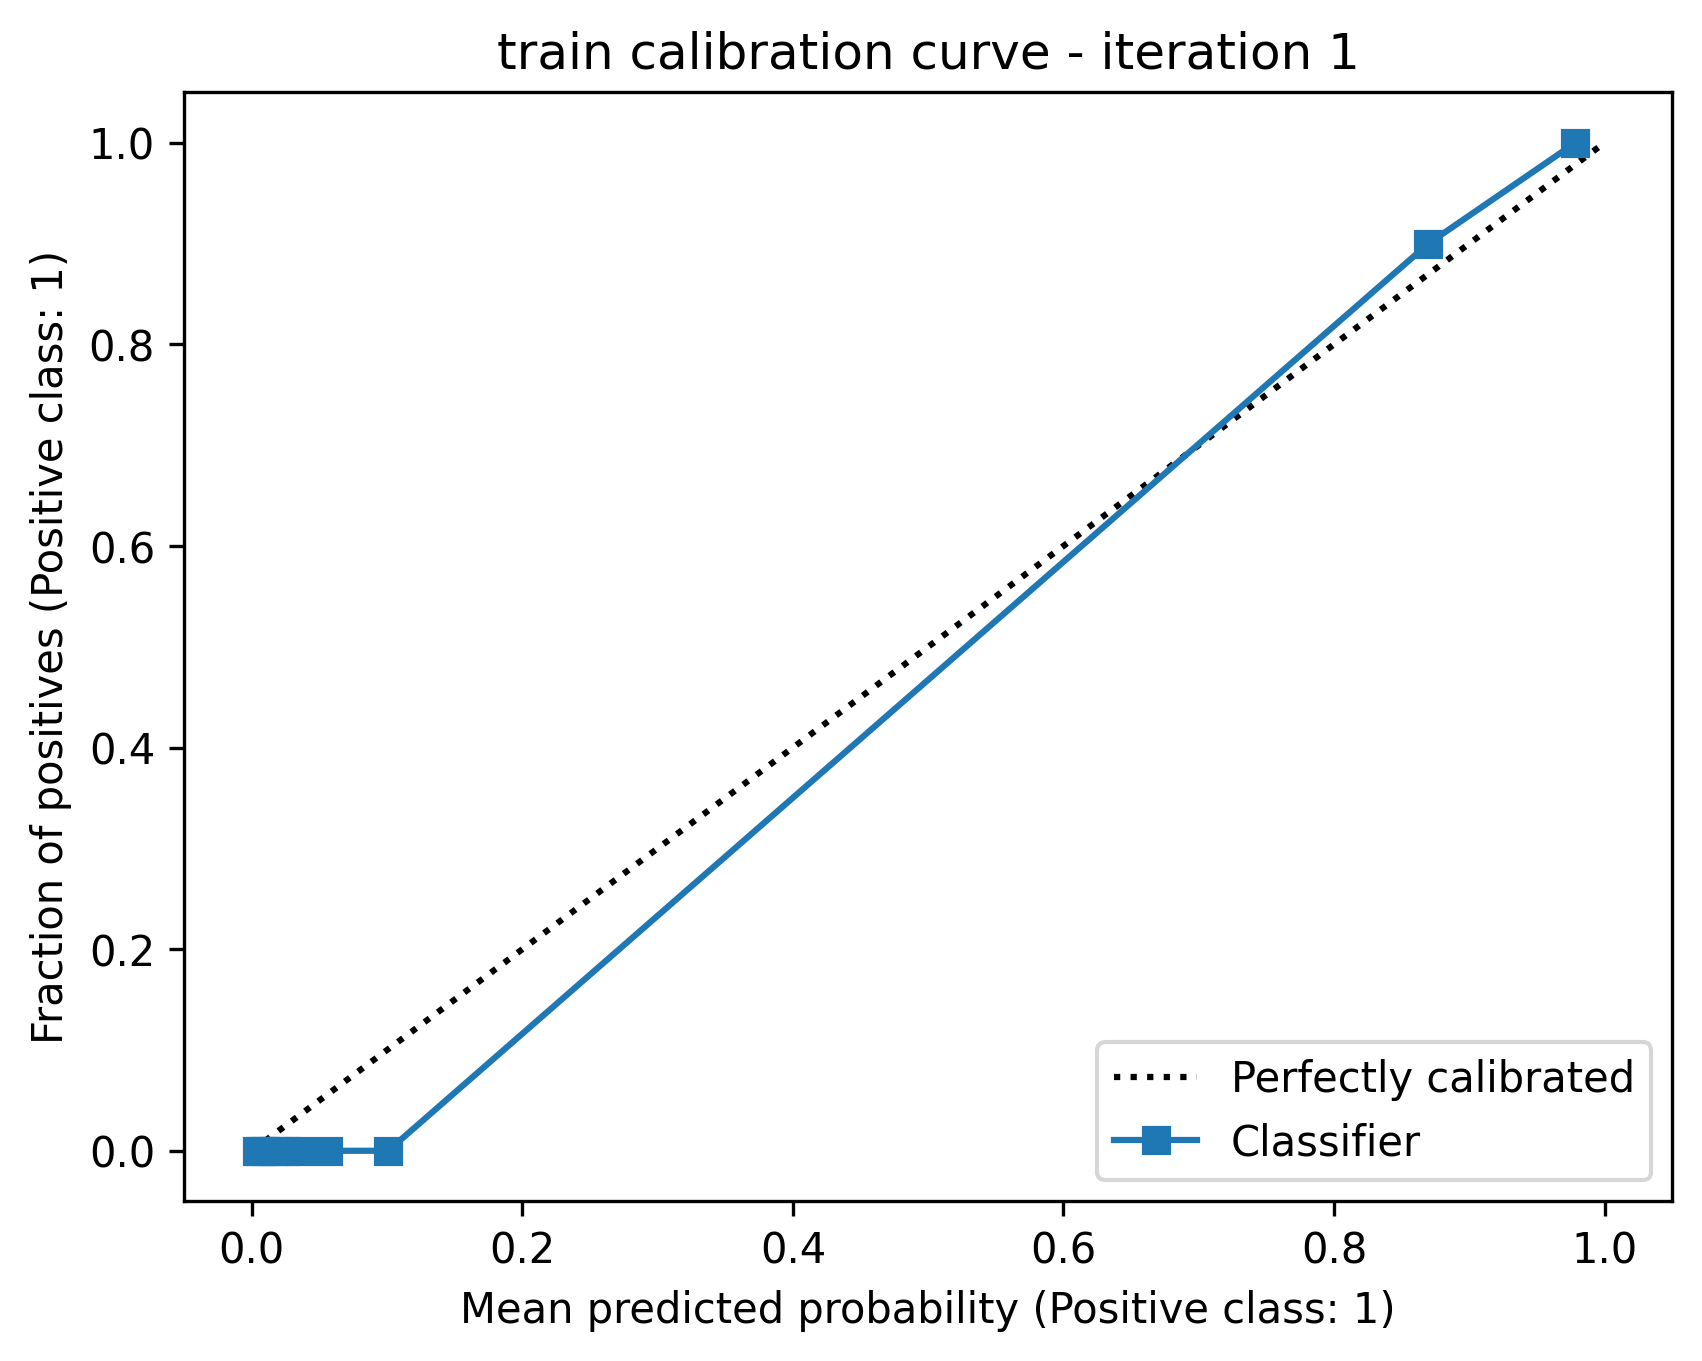 train calibration curve - iteration 1
Fraction of positives (Positive class: 1)
1.0
0.8
0.6
0.4
0.2
0.0
Perfectly calibrated
Classifier
0.0 0.2 0.4 0.6 0.8 1.0
Mean predicted probability (Positive class: 1)